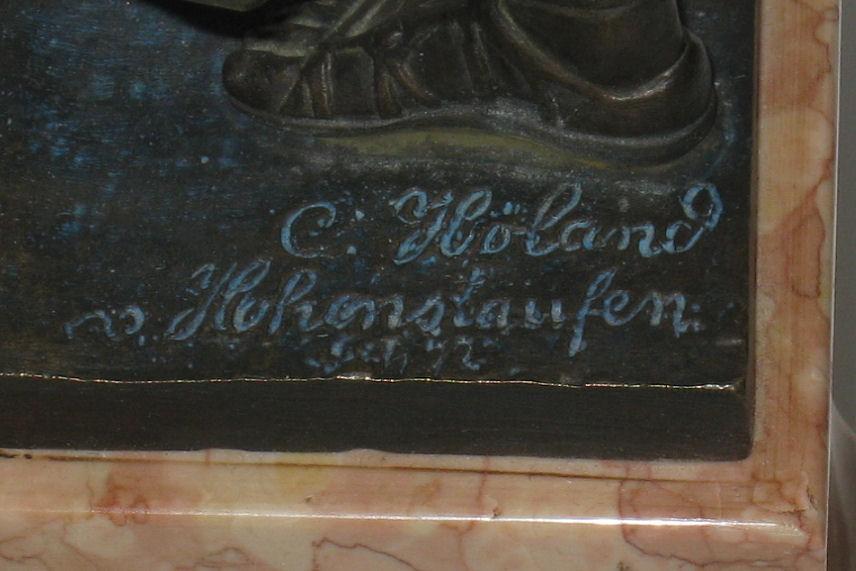 C. Höland
v. Hohenstaufen.